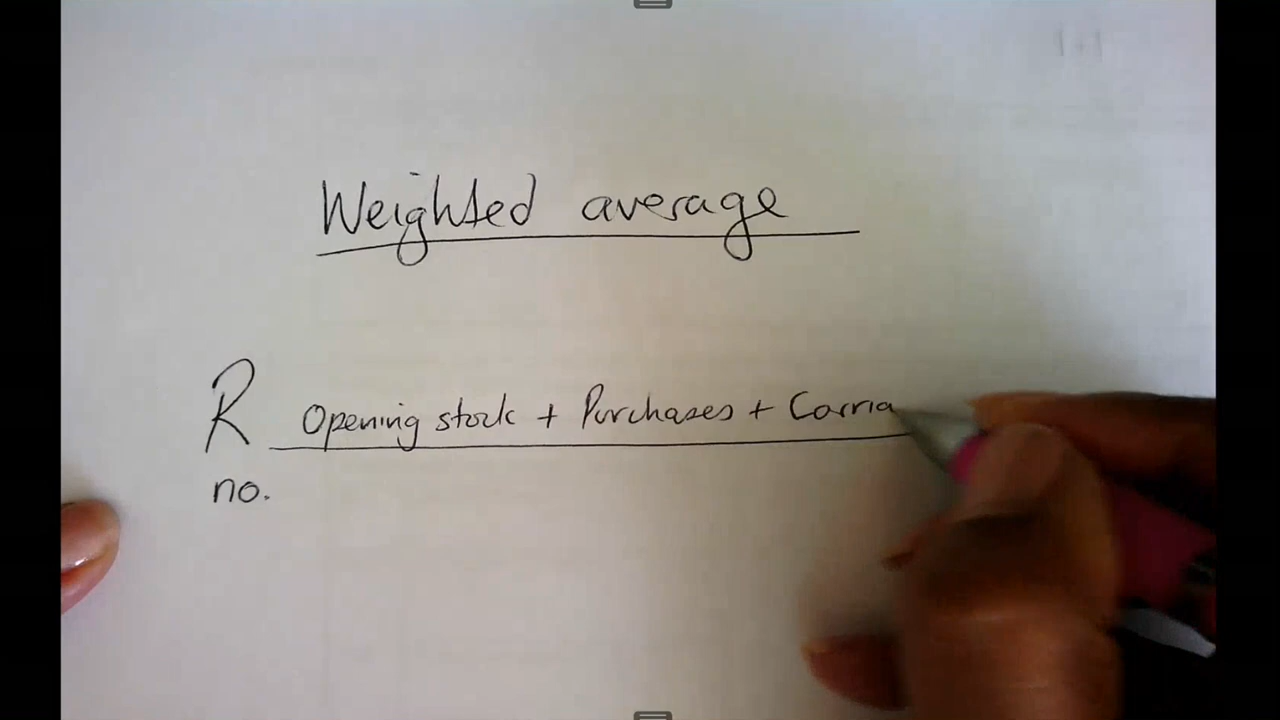 Weighted average
R Opening stock + Purchases + Carria
no.